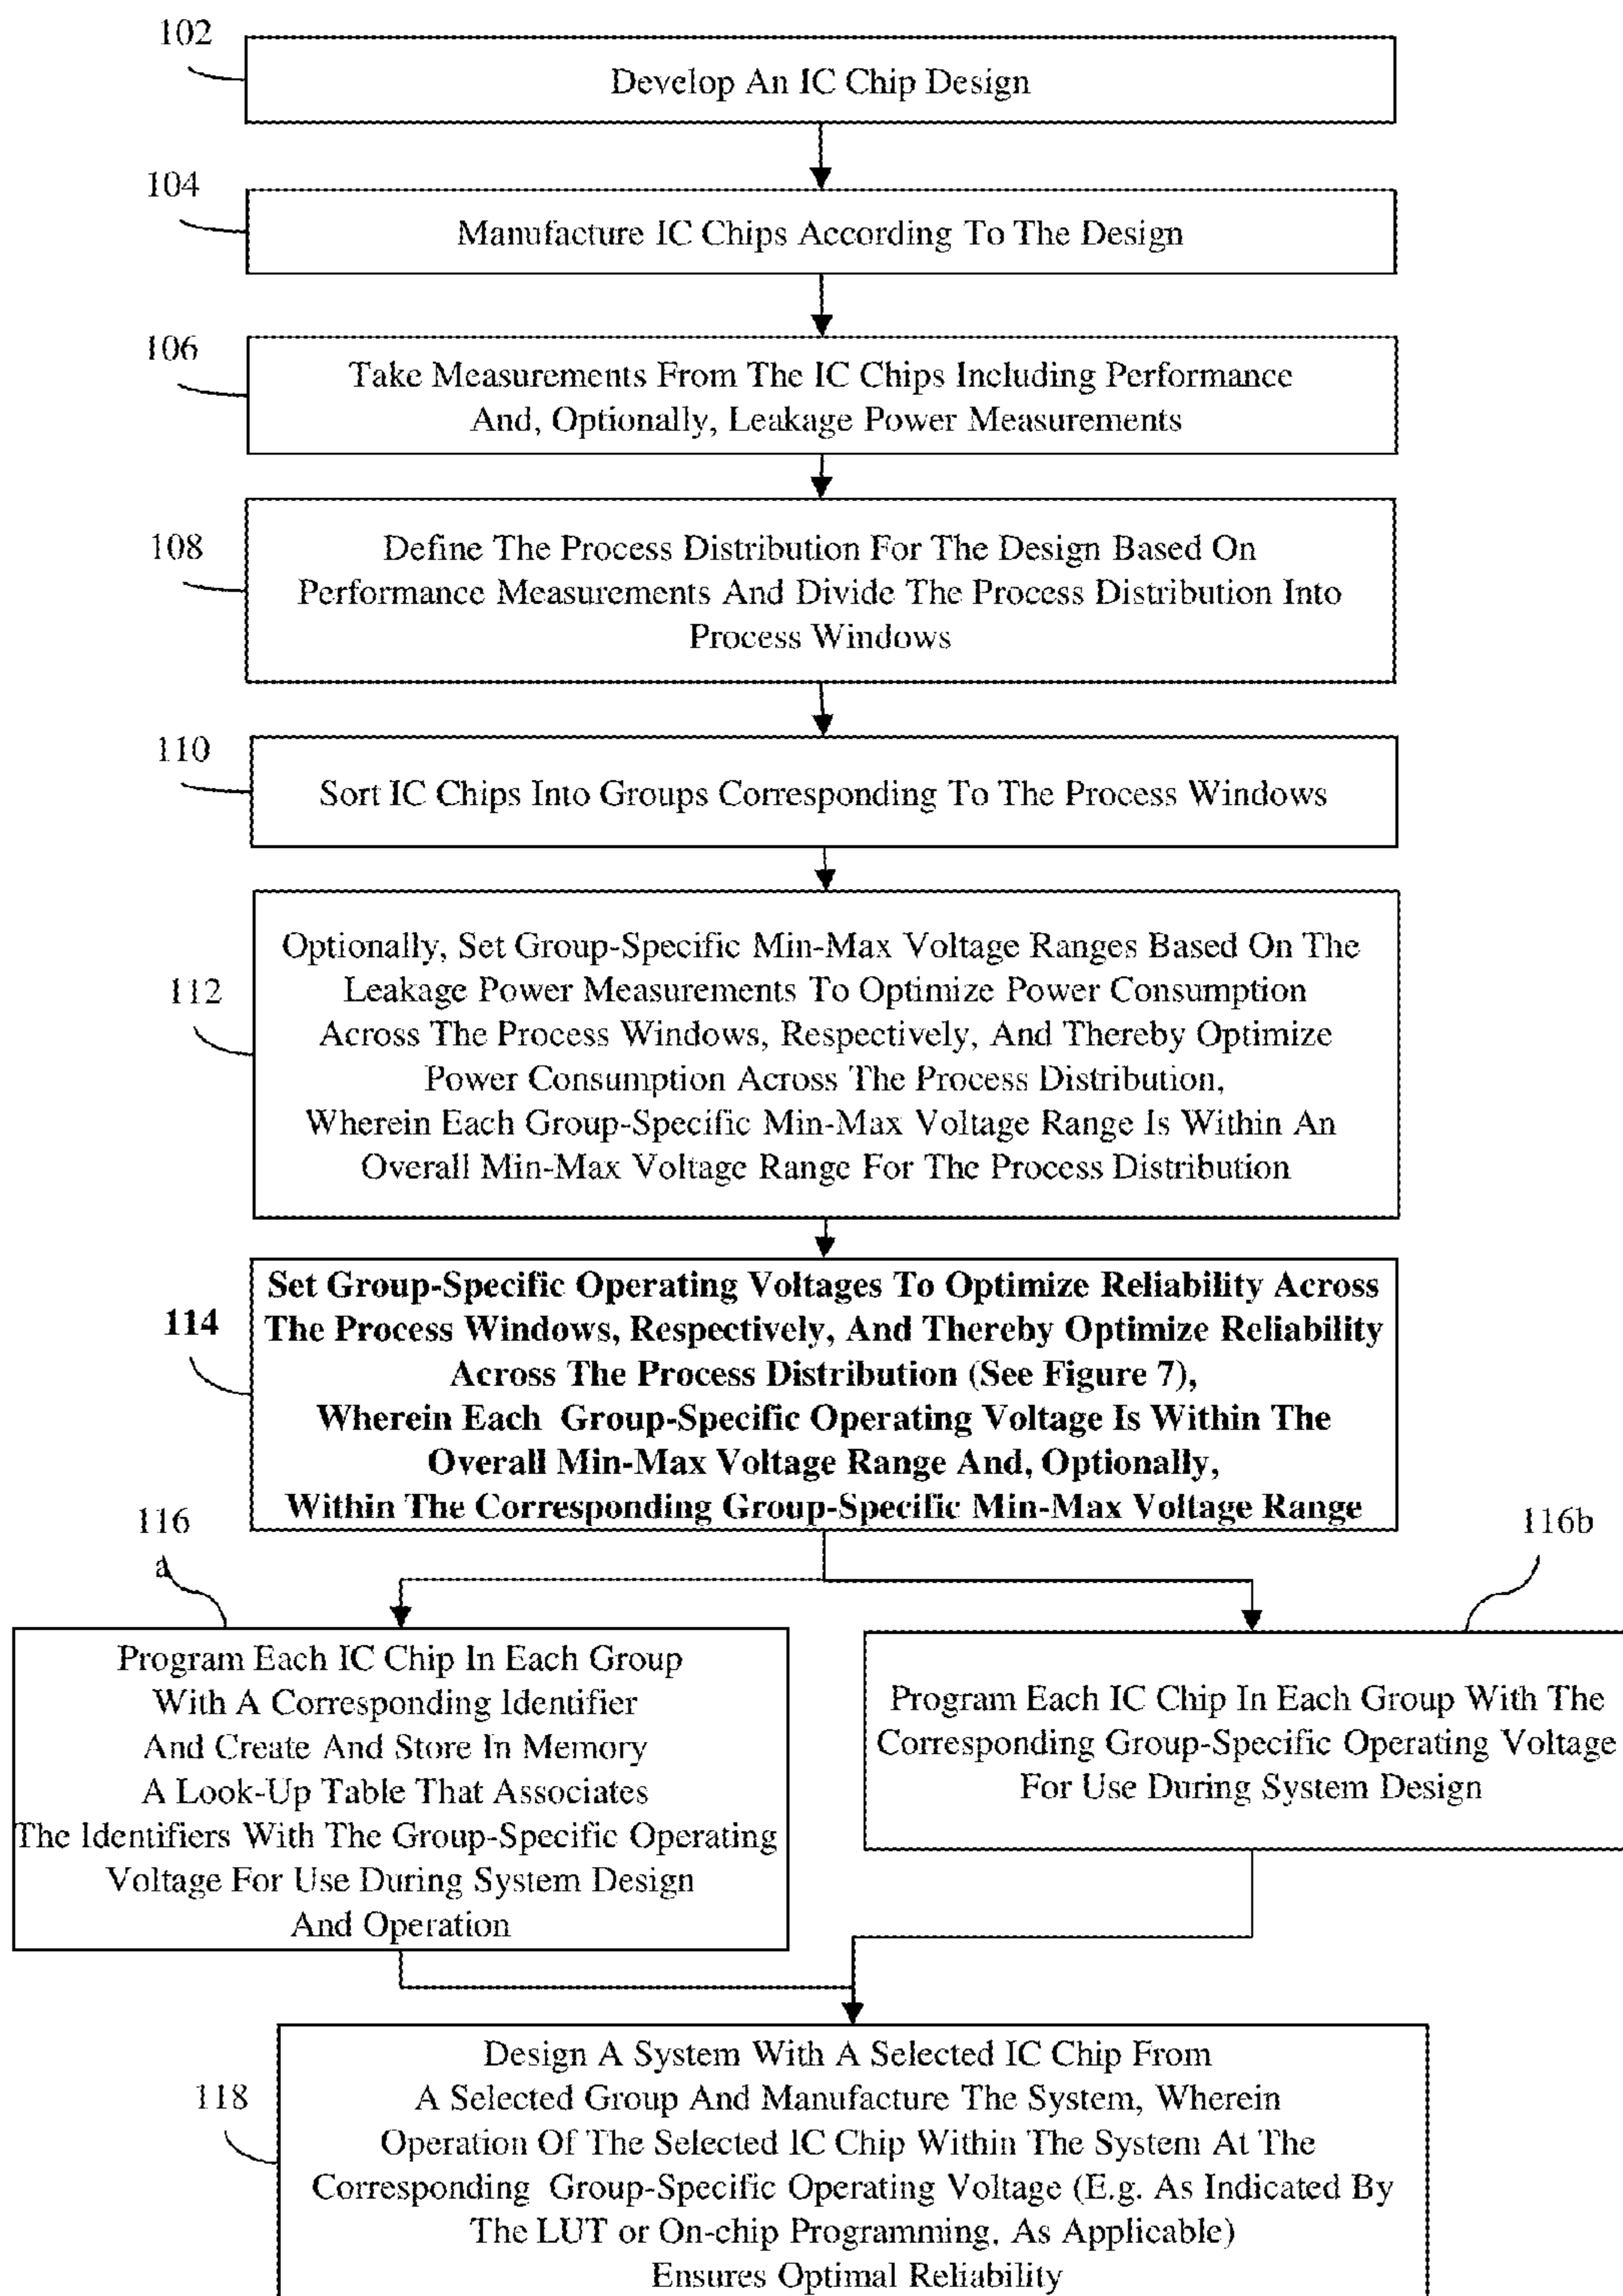 102
Develop An IC Chip Design
104
Manufacture IC Chips According To The Design
106
Take Measurements From The IC Chips Including Performance
And, Optionally, Leakage Power Measurements
108
Define The Process Distribution For The Design Based On
Performance Measurements And Divide The Process Distribution Into
Process Windows
110
Sort IC Chips Into Groups Corresponding To The Process Windows
112
Optionally, Set Group-Specific Min-Max Voltage Ranges Based On The
Leakage Power Measurements To Optimize Power Consumption
Across The Process Windows, Respectively, And Thereby Optimize
Power Consumption Across The Process Distribution,
Wherein Each Group-Specific Min-Max Voltage Range Is Within An
Overall Min-Max Voltage Range For The Process Distribution
114
Set Group-Specific Operating Voltages To Optimize Reliability Across
The Process Windows, Respectively, And Thereby Optimize Reliability
Across The Process Distribution (See Figure 7),
Wherein Each Group-Specific Operating Voltage Is Within The
Overall Min-Max Voltage Range And, Optionally,
Within The Corresponding Group-Specific Min-Max Voltage Range
116
a
Program Each IC Chip In Each Group
With A Corresponding Identifier
And Create And Store In Memory
A Look-Up Table That Associates
The Identifiers With The Group-Specific Operating
Voltage For Use During System Design
And Operation
116b
Program Each IC Chip In Each Group With The
Corresponding Group-Specific Operating Voltage
For Use During System Design
118
Design A System With A Selected IC Chip From
A Selected Group And Manufacture The System, Wherein
Operation Of The Selected IC Chip Within The System At The
Corresponding Group-Specific Operating Voltage (E.g. As Indicated By
The LUT or On-chip Programming, As Applicable)
Ensures Optimal Reliability